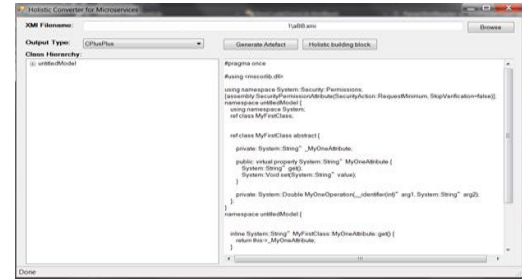 Holistic Converter for Microservices
XMI Filename:
1\aBB.xmi
Browse
Output Type:
CPlusPlus
Generate Artefact
Holistic building block
Class Hierarchy:
untitledModel
#pragma once
#using <mscorlib.dll>
using namespace System::Security::Permissions;
[assembly:SecurityPermissionAttribute(SecurityAction::RequestMinimum, SkipVerification=false)];
namespace untitledModel {
using namespace System;
ref class MyFirstClass;
ref class MyFirstClass abstract {
private: System::String^ _MyOneAttribute;
public: virtual property System::String^ MyOneAttribute {
System::String^ get();
System::Void set(System::String^ value);
}
private: System::Double MyOneOperation(__identifier(int)^ arg1, System::String^ arg2);
};
}
namespace untitledModel {
inline System::String^ MyFirstClass::MyOneAttribute::get() {
return this->_MyOneAttribute;
}
Done